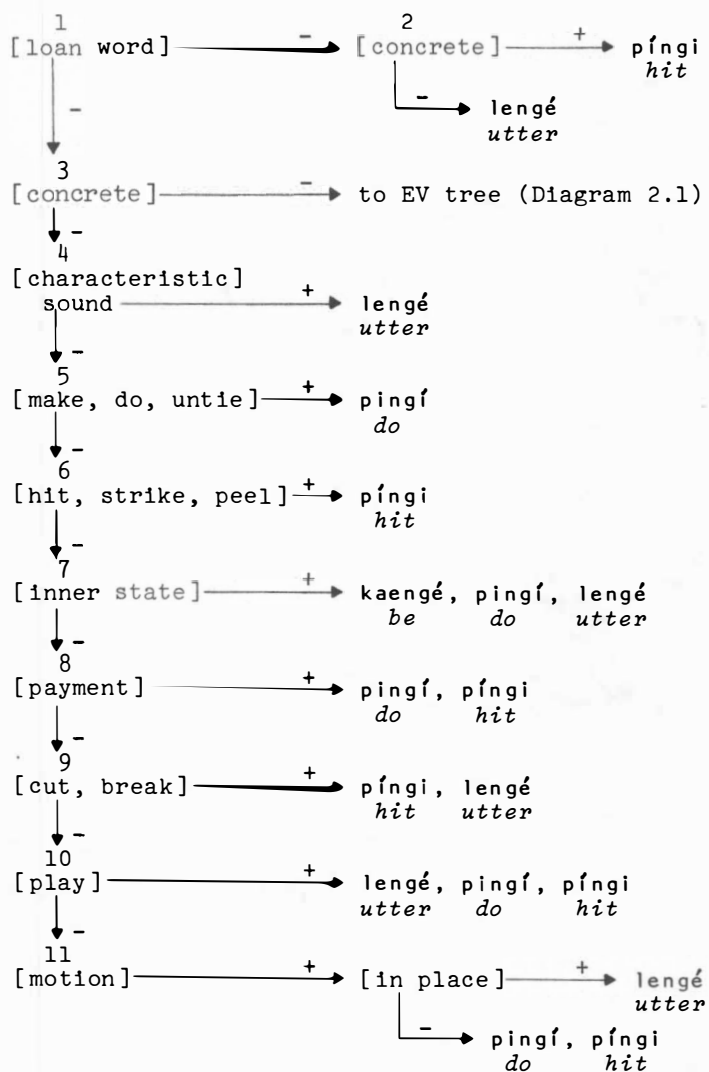 1 2
[loan word] − [concrete] + píngi
hit
− lengé
utter
−
3
[concrete] − to EV tree (Diagram 2.1)
−
4
[characteristic]
sound + lengé
utter
−
5
[make, do, untie] + pingí
do
−
6
[hit, strike, peel] + píngi
hit
−
7
[inner state] + kaengé, pingí, lengé
be do utter
−
8
[payment] + pingí, píngi
do hit
−
9
[cut, break] + píngi, lengé
hit utter
−
10
[play] + lengé, pingí, píngi
utter do hit
−
11
[motion] + [in place] + lengé
utter
− pingí, píngi
do hit